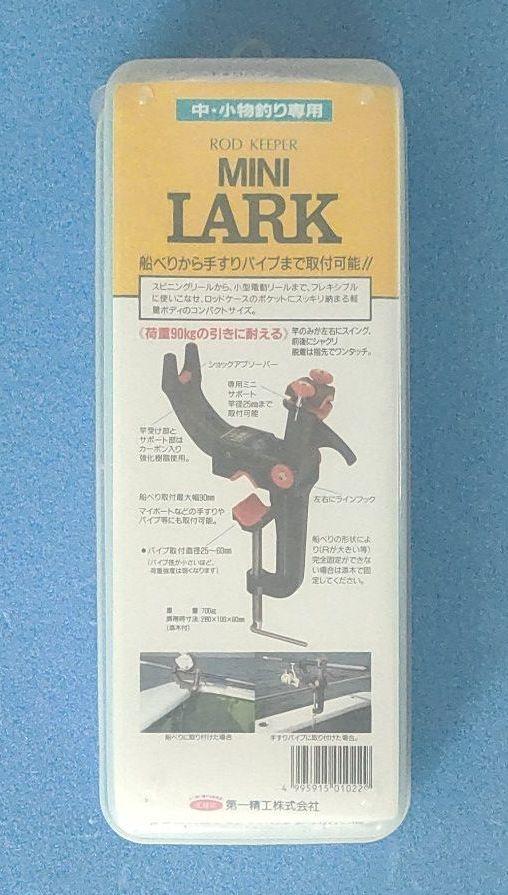 中・小物釣り専用
ROD KEEPER
MINI
LARK
船べりから手すりパイプまで取付可能!!
スピニングリールから、小型電動リールまで、フレキシブル
に使いこなせ、ロッドケースのポケットにスッキリ納まる軽
量ボディのコンパクトサイズ。
《荷重90kgの引きに耐える》
竿のみが左右にスイング、
前後にシャクリ
脱着は指先でワンタッチ。
ショックアブソーバー
専用ミニ
サポート
竿径25㎜まで
取付可能
竿受け部と
サポート部は
カーボン入り
強化樹脂使用。
左右にラインフック
船べり取付最大幅90㎜
マイボートなどの手すりや
パイプ等にも取付可能。
● パイプ取付直径25〜60㎜
(パイプ径が小さいほど、
荷重強度は弱くなります)
船べりの形状によ
り(Rが大きい等)
完全固定ができな
い場合は添木で固
定してください。
重 量 700g
携帯時寸法 280×100×60㎜
(添木付)
船べりに取り付けた場合
手すりパイプに取り付けた場合。
4 995915 01022
第一精工株式会社